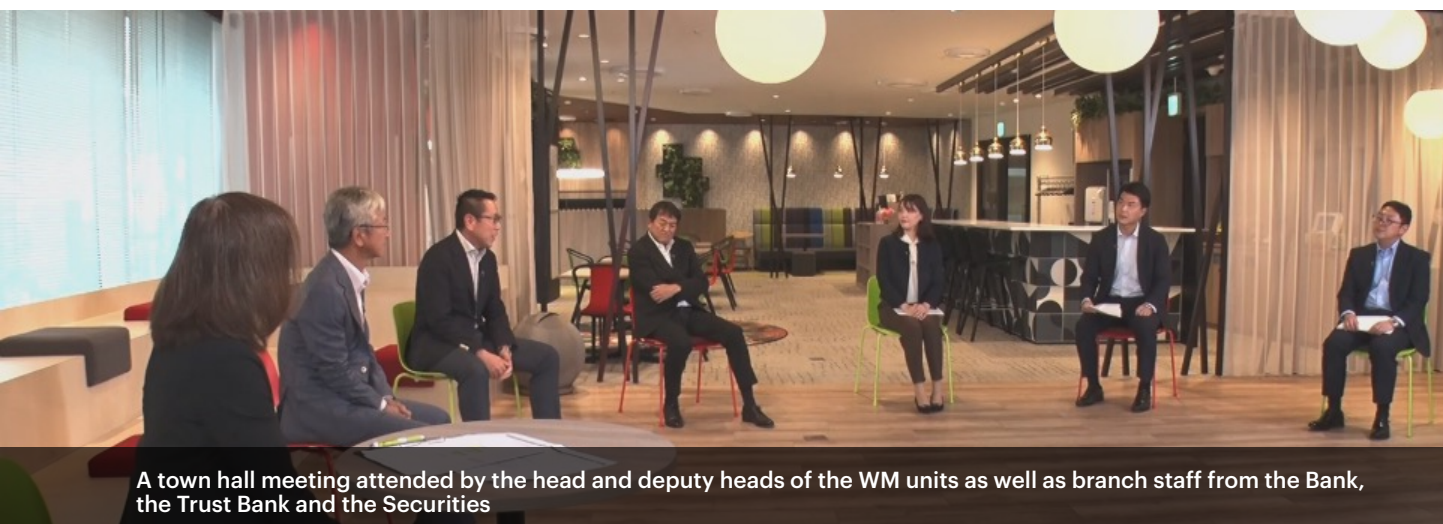 A town hall meeting attended by the head and deputy heads of the WM units as well as branch staff from the Bank,
the Trust Bank and the Securities